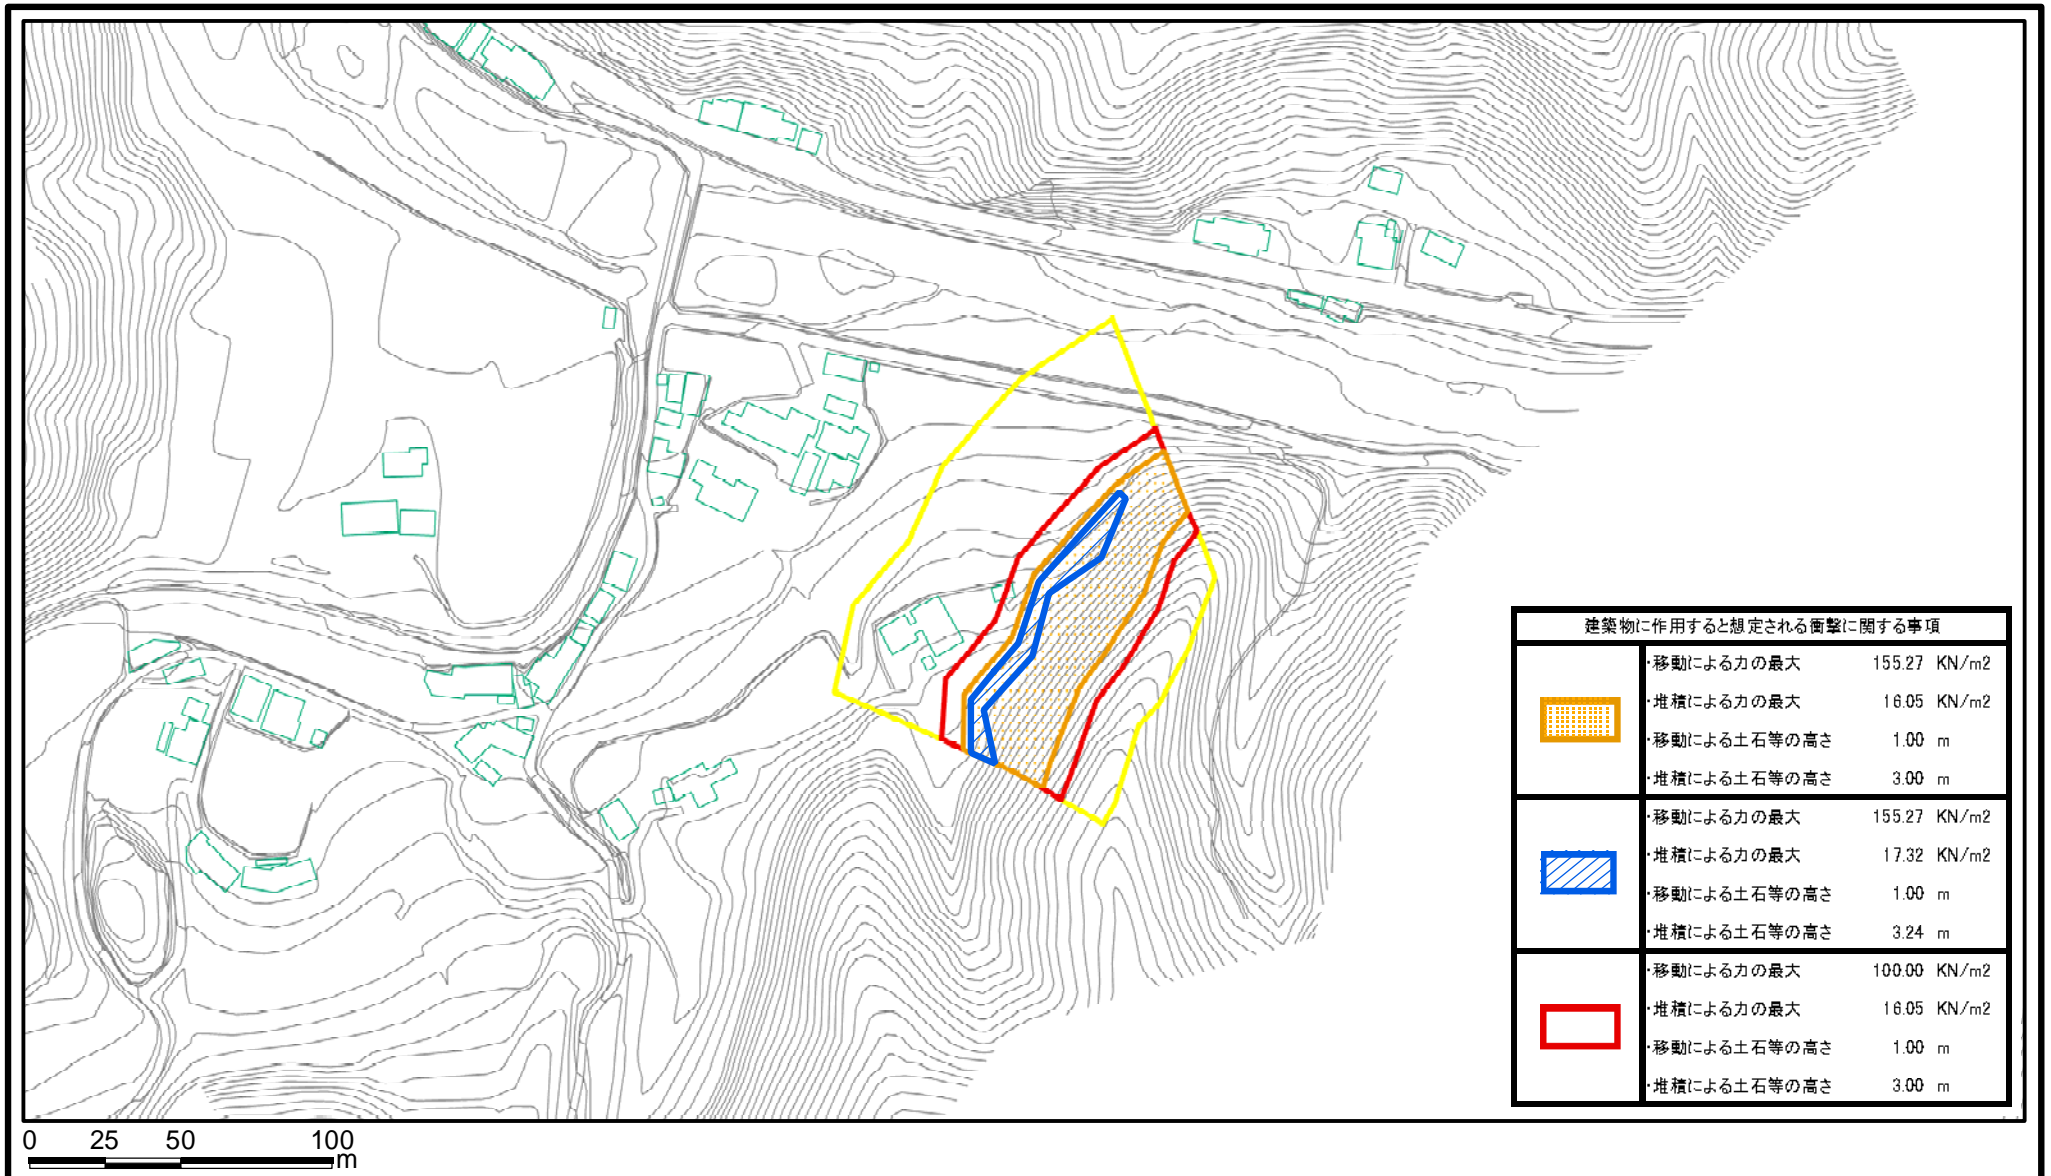 建築物に作用すると想定される衝撃に関する事項
・移動による力の最大 155.27 KN/m2
・堆積による力の最大 16.05 KN/m2
・移動による土石等の高さ 1.00 m
・堆積による土石等の高さ 3.00 m
・移動による力の最大 155.27 KN/m2
・堆積による力の最大 17.32 KN/m2
・移動による土石等の高さ 1.00 m
・堆積による土石等の高さ 3.24 m
・移動による力の最大 100.00 KN/m2
・堆積による力の最大 16.05 KN/m2
・移動による土石等の高さ 1.00 m
・堆積による土石等の高さ 3.00 m
0 25 50 100
m